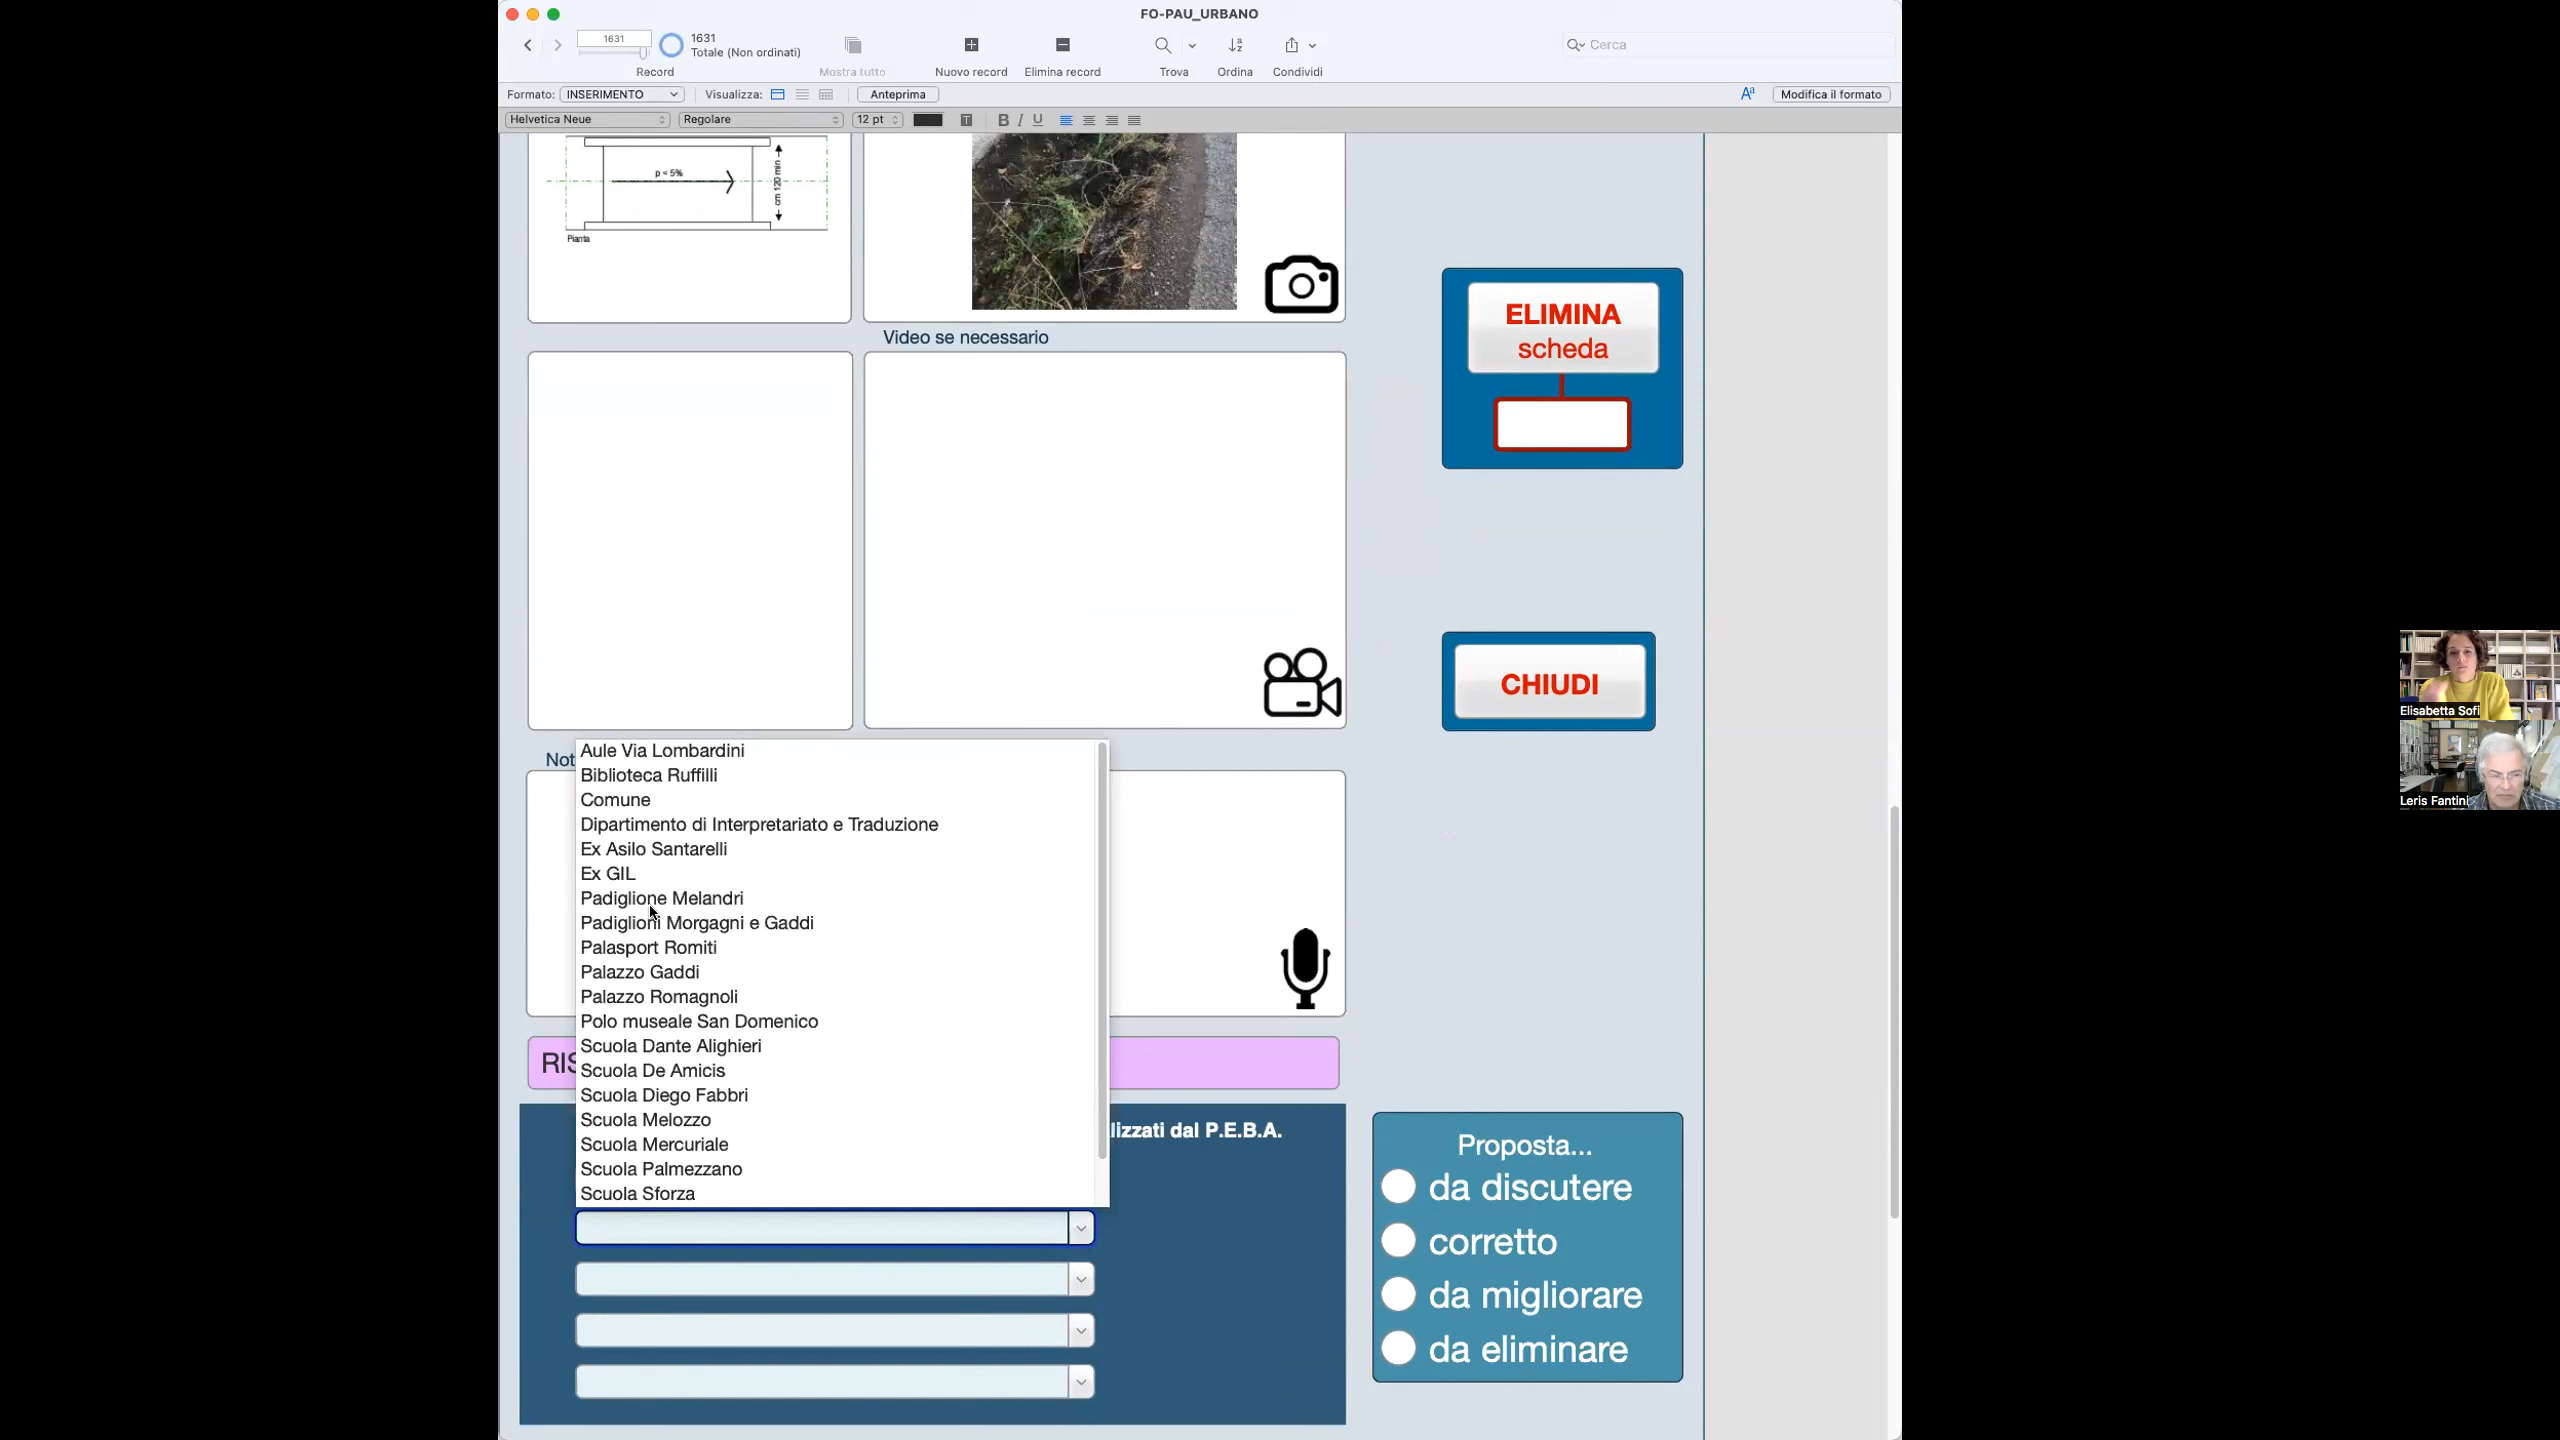 FO-PAU_URBANO
1631
1631
Totale (Non ordinati)
Record
Mostra tutto
Nuovo record
Elimina record
Trova
Ordina
Condividi
Cerca
Formato: INSERIMENTO
Visualizza:
Anteprima
Modifica il formato
Helvetica Neue
Regolare
12 pt
B I U
p < 5%
cm 120 min
Pianta
ELIMINA
scheda
Video se necessario
CHIUDI
Elisabetta Sofi
Leris Fantini
Not
Aule Via Lombardini
Biblioteca Ruffilli
Comune
Dipartimento di Interpretariato e Traduzione
Ex Asilo Santarelli
Ex GIL
Padiglione Melandri
Padiglioni Morgagni e Gaddi
Palasport Romiti
Palazzo Gaddi
Palazzo Romagnoli
Polo museale San Domenico
Scuola Dante Alighieri
Scuola De Amicis
Scuola Diego Fabbri
Scuola Melozzo
Scuola Mercuriale
Scuola Palmezzano
Scuola Sforza
RIS
lizzati dal P.E.B.A.
Proposta...
da discutere
corretto
da migliorare
da eliminare